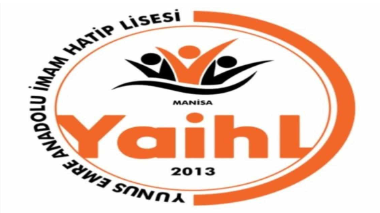 YUNUS EMRE ANADOLU İMAM HATİP LİSESİ
MANİSA
YaihL
2013